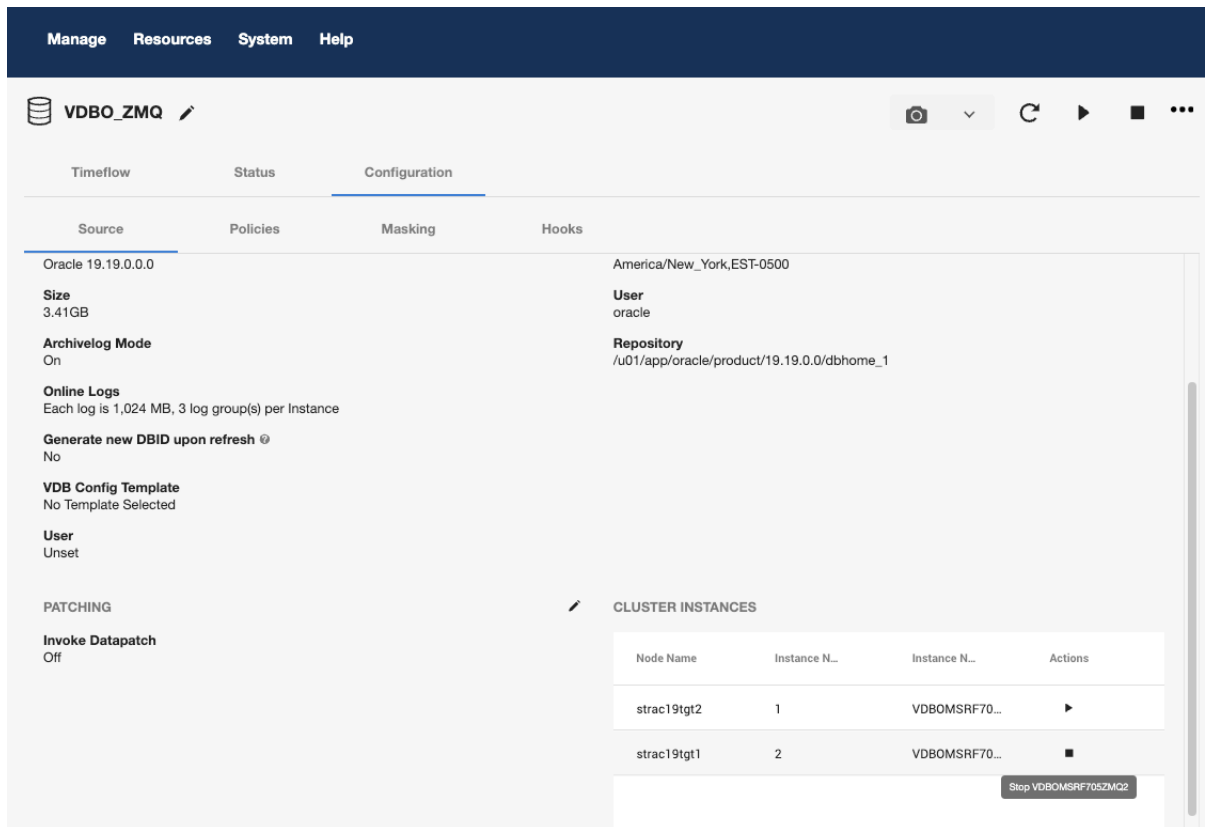 Manage Resources System Help
VDBO_ZMQ
Timeflow Status Configuration
Source Policies Masking Hooks
Oracle 19.19.0.0.0
America/New_York,EST-0500
Size
3.41GB
User
oracle
Archivelog Mode
On
Repository
/u01/app/oracle/product/19.19.0.0/dbhome_1
Online Logs
Each log is 1,024 MB, 3 log group(s) per Instance
Generate new DBID upon refresh
No
VDB Config Template
No Template Selected
User
Unset
PATCHING
Invoke Datapatch
Off
CLUSTER INSTANCES
Node Name Instance N... Instance N... Actions
strac19tgt2 1 VDBOMSRF70...
strac19tgt1 2 VDBOMSRF70...
Stop VDBOMSRF705ZMQ2